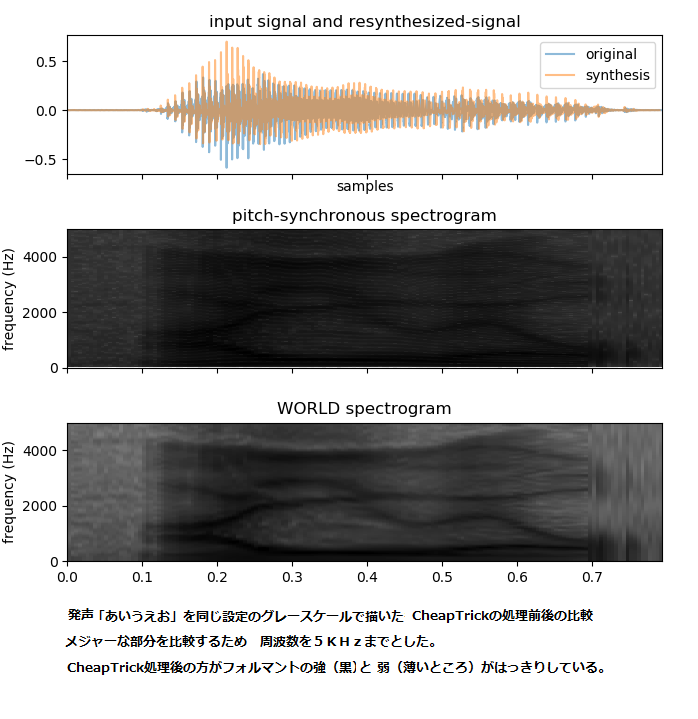 input signal and resynthesized-signal
0.5
0.0
−0.5
original
synthesis
samples
pitch-synchronous spectrogram
4000
2000
0
frequency (Hz)
WORLD spectrogram
4000
2000
0
frequency (Hz)
0.0 0.1 0.2 0.3 0.4 0.5 0.6 0.7
発声「あいうえお」を同じ設定のグレースケールで描いた CheapTrickの処理前後の比較
メジャーな部分を比較するため 周波数を５ＫＨｚまでとした。
CheapTrick処理後の方がフォルマントの強（黒)と 弱（薄いところ）がはっきりしている。